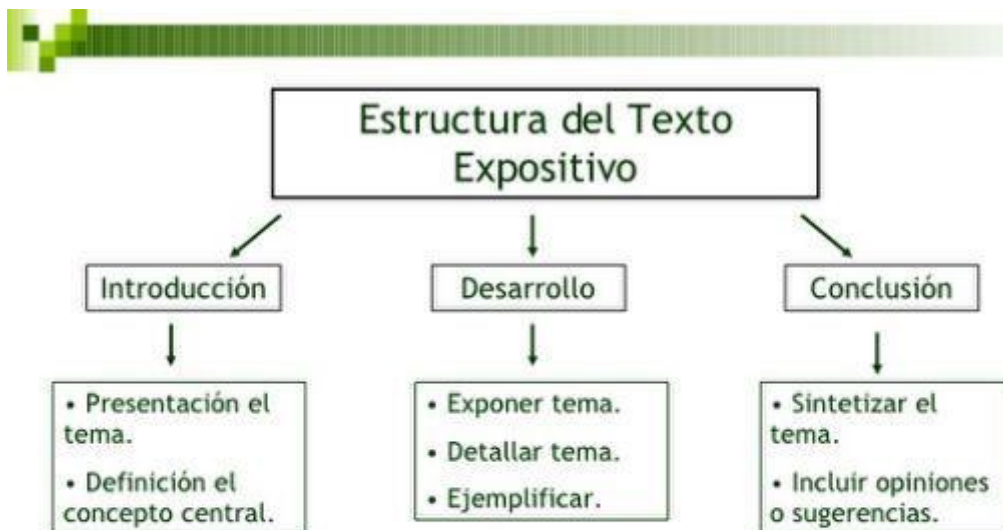 Estructura del Texto
Expositivo
Introducción
Desarrollo
Conclusión
• Presentación el
tema.
• Definición el
concepto central.
• Exponer tema.
• Detallar tema.
• Ejemplificar.
• Sintetizar el
tema.
• Incluir opiniones
o sugerencias.